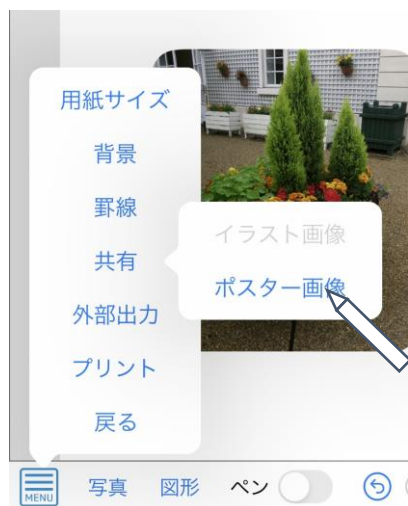 用紙サイズ
背景
罫線
共有
外部出力
プリント
戻る
イラスト画像
ポスター画像
MENU
写真
図形
ペン